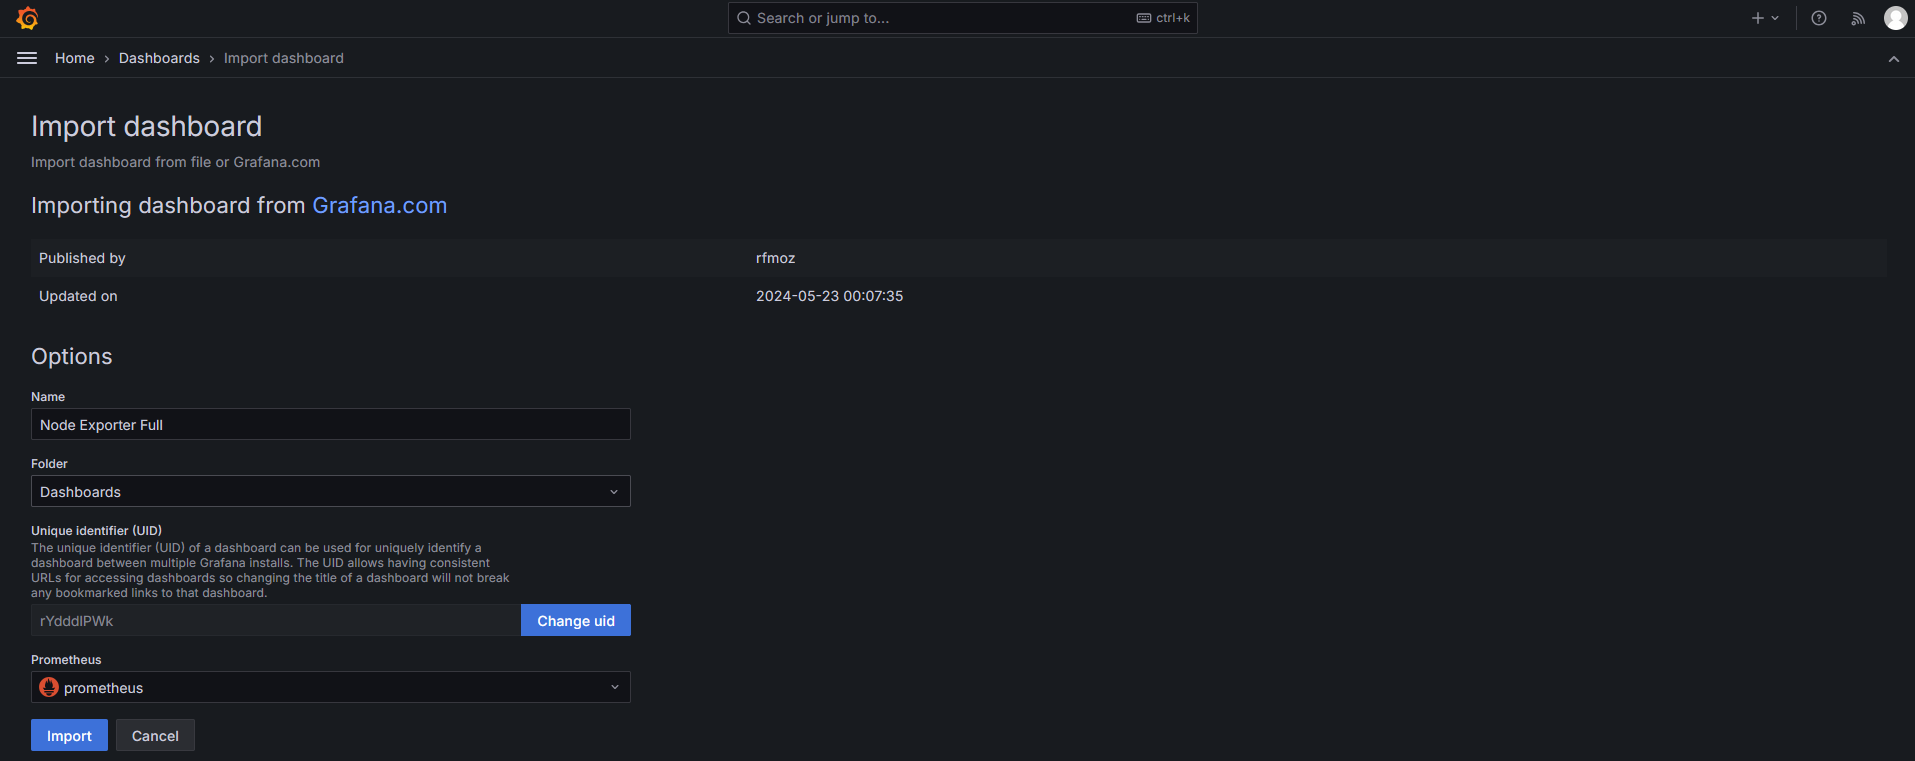 Search or jump to...
ctrl+k
Home › Dashboards › Import dashboard
Import dashboard
Import dashboard from file or Grafana.com
Importing dashboard from Grafana.com
Published by rfmoz
Updated on 2024-05-23 00:07:35
Options
Name
Node Exporter Full
Folder
Dashboards
Unique identifier (UID)
The unique identifier (UID) of a dashboard can be used for uniquely identify a
dashboard between multiple Grafana installs. The UID allows having consistent
URLs for accessing dashboards so changing the title of a dashboard will not break
any bookmarked links to that dashboard.
rYdddlPWk Change uid
Prometheus
prometheus
Import Cancel